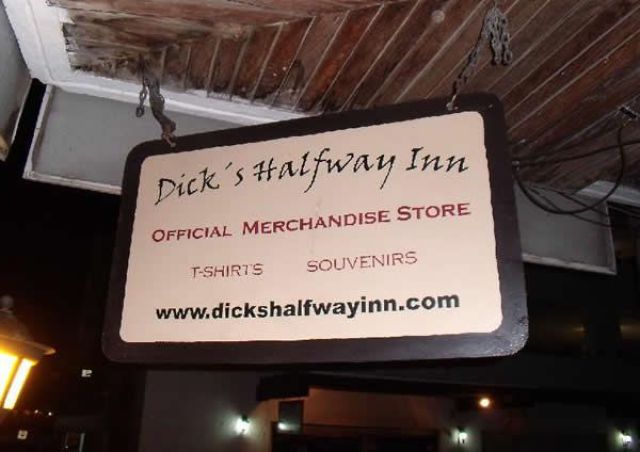 Dick´s Halfway Inn
OFFICIAL MERCHANDISE STORE
T-SHIRTS SOUVENIRS
www.dickshalfwayinn.com